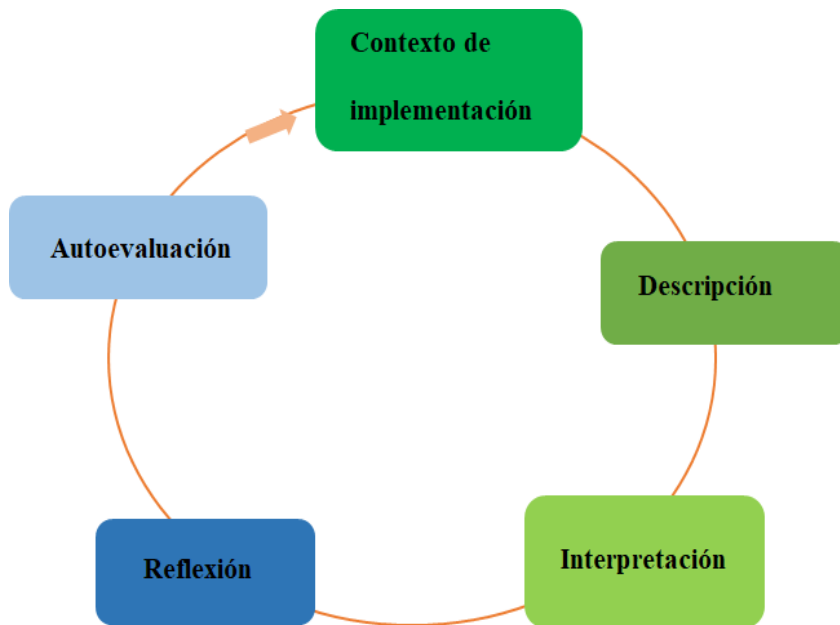 Contexto de
implementación
Descripción
Interpretación
Reflexión
Autoevaluación